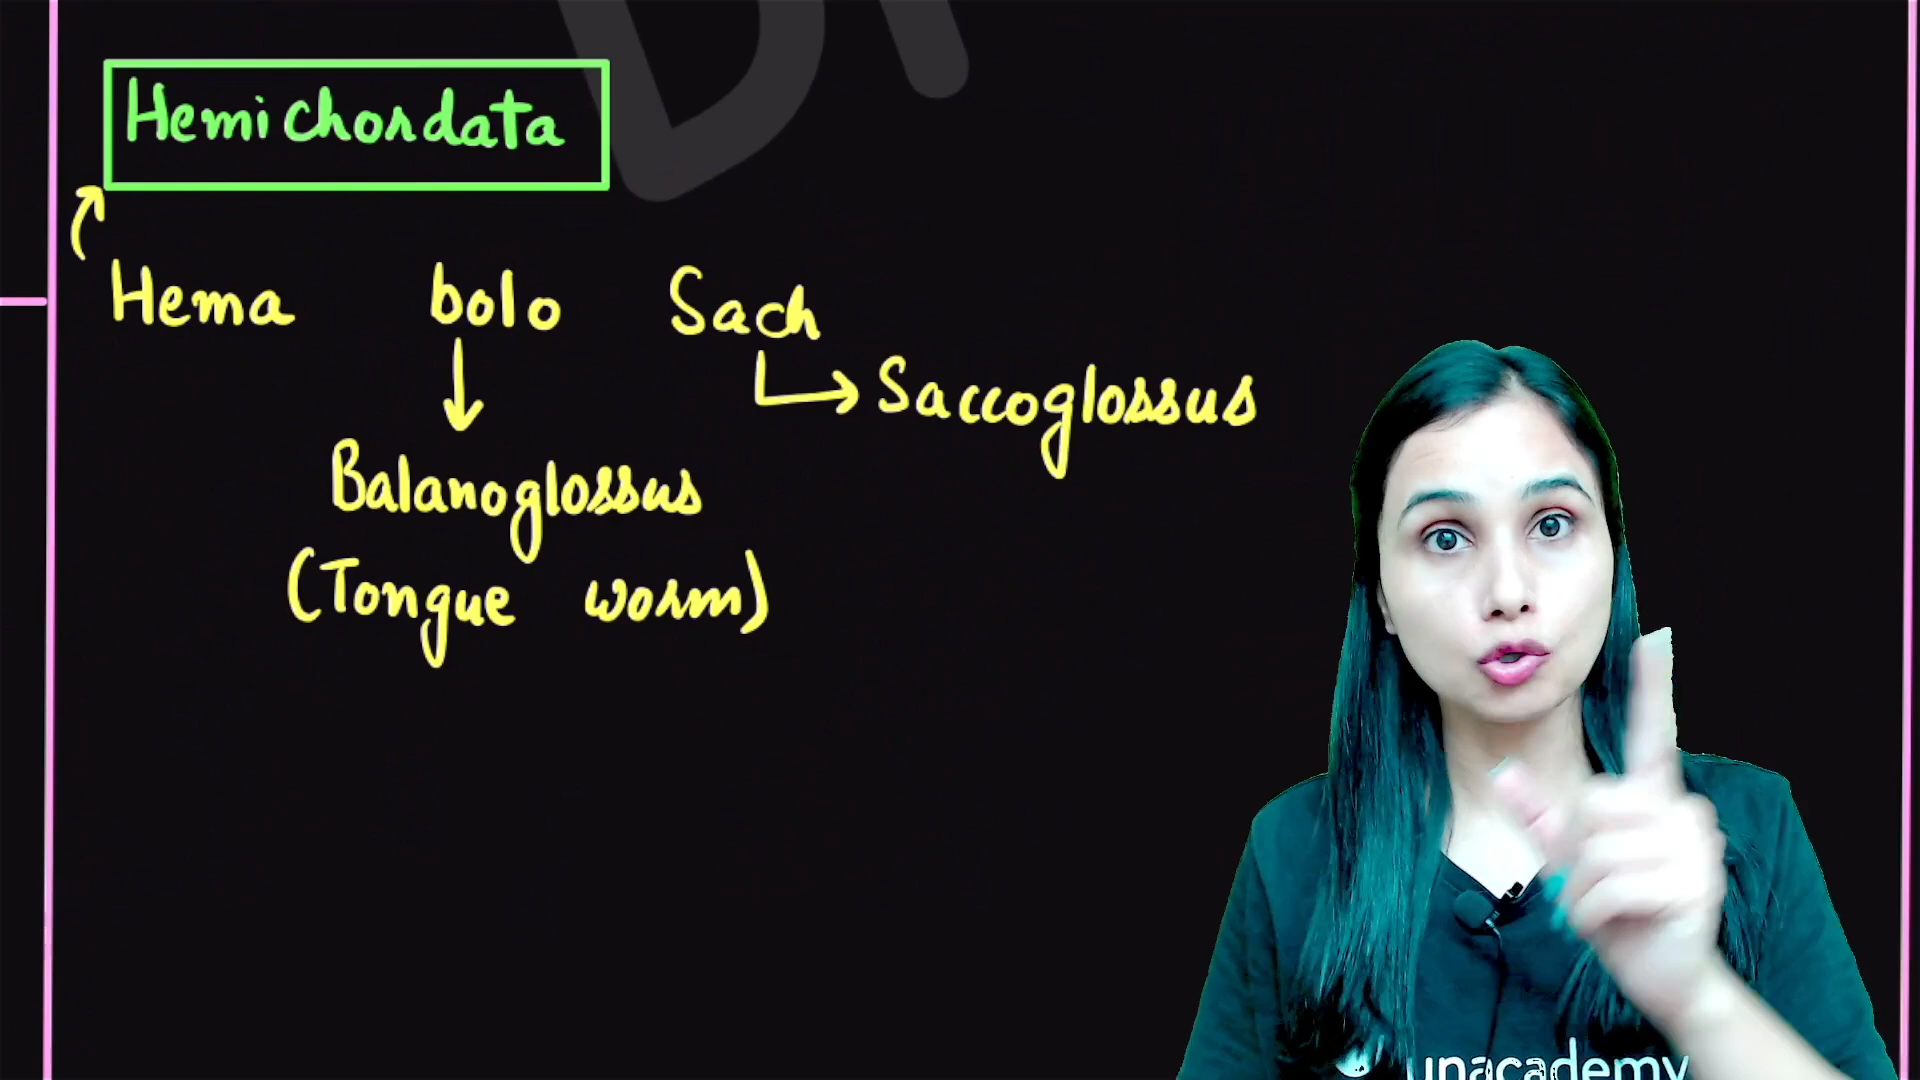 Hemichordata
Hema bolo Sach
Saccoglossus
Balanoglossus
(Tongue worm)
unacademy